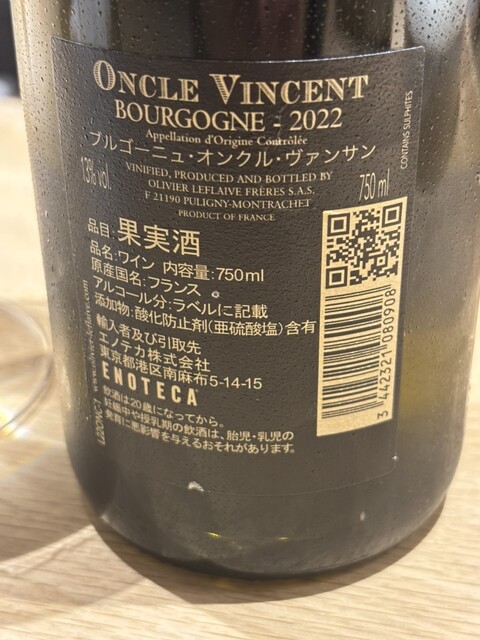 ONCLE VINCENT
BOURGOGNE - 2022
Appellation d'Origine Contrôlée
ブルゴーニュ・オンクル・ヴァンサン
13% vol.
VINIFIED, PRODUCED AND BOTTLED BY
OLIVIER LEFLAIVE FRÈRES S.A.S.
F 21190 PULIGNY-MONTRACHET
PRODUCT OF FRANCE
750 ml
CONTAINS SULPHITES
品目:果実酒
品名:ワイン 内容量:750ml
原産国名:フランス
アルコール分:ラベルに記載
添加物:酸化防止剤(亜硫酸塩)含有
輸入者及び引取先
エノテカ株式会社
東京都港区南麻布5-14-15
ENOTECA
飲酒は20歳になってから。
妊娠中や授乳期の飲酒は、胎児・乳児の
発育に悪影響を与えるおそれがあります。
3 442321 080908